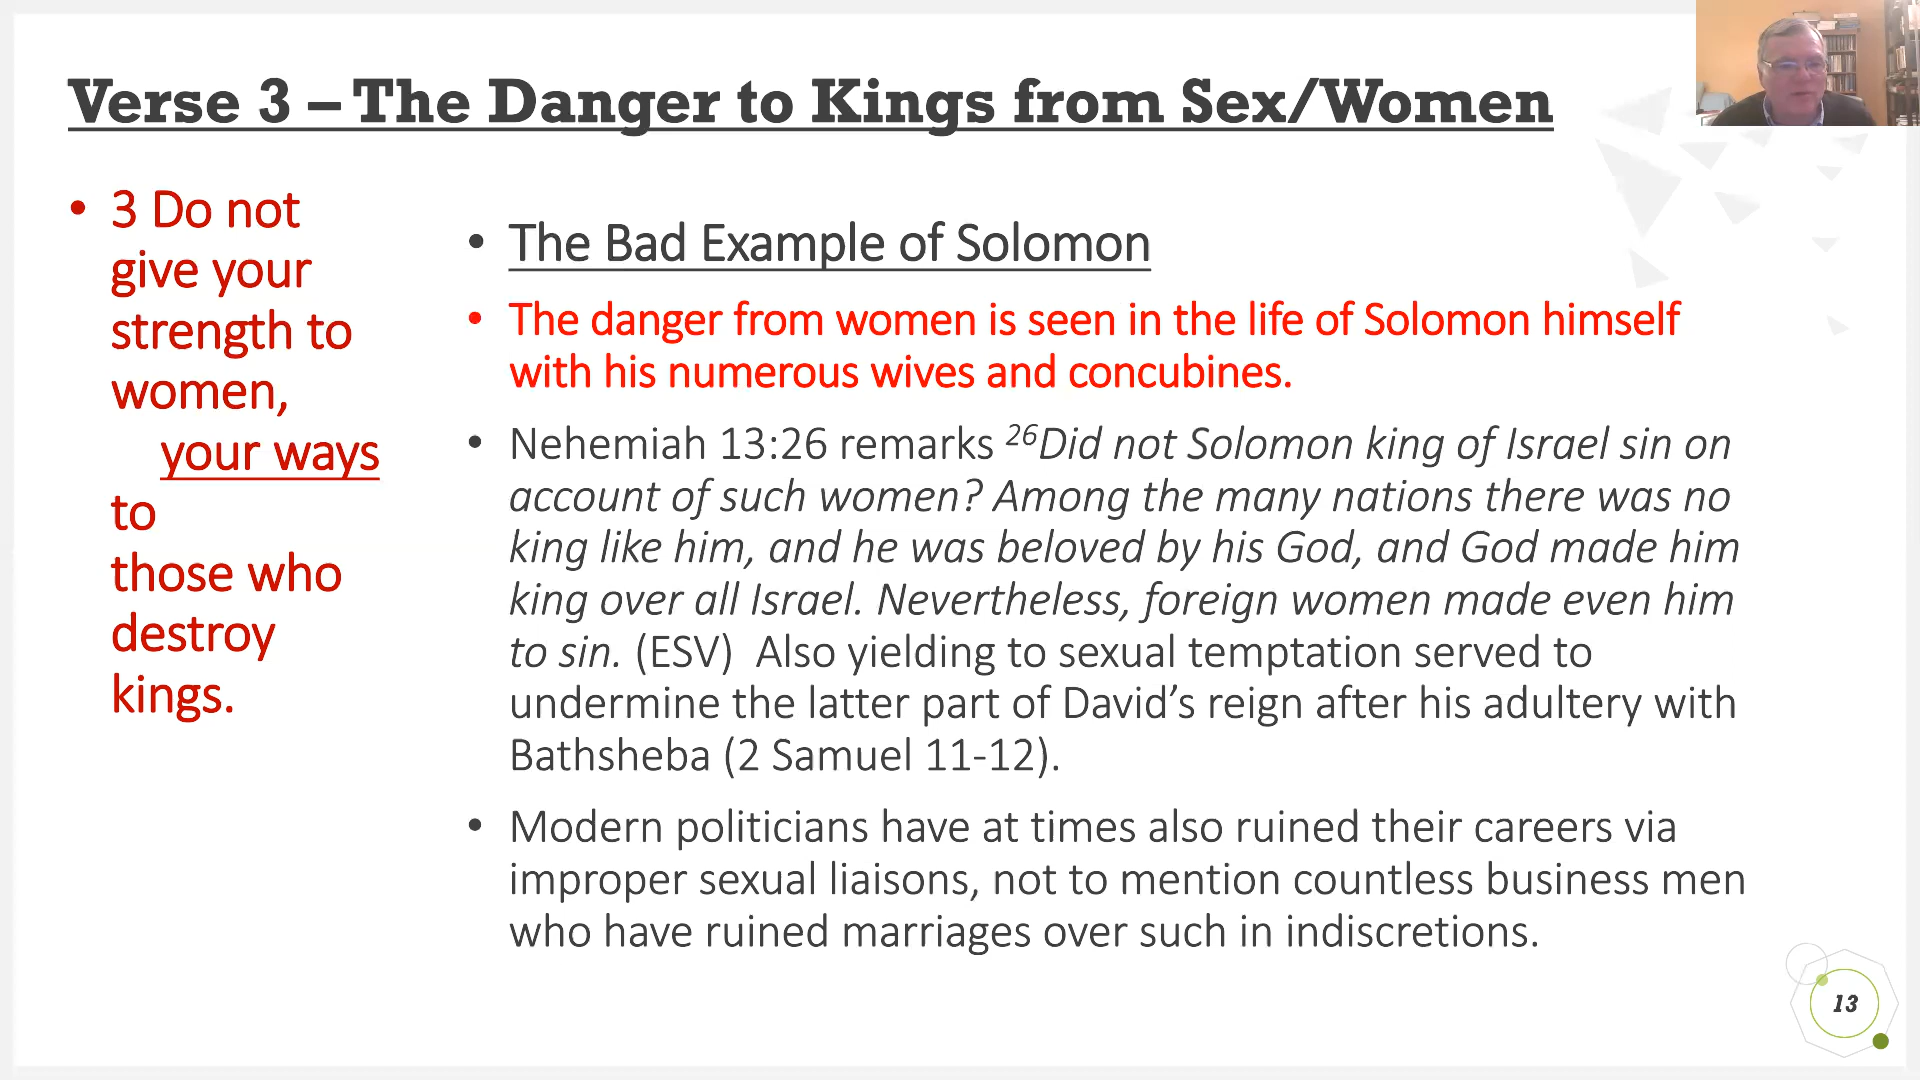 Verse 3 – The Danger to Kings from Sex/Women
• 3 Do not
give your
strength to
women,
your ways
to
those who
destroy
kings.
• The Bad Example of Solomon
• The danger from women is seen in the life of Solomon himself
with his numerous wives and concubines.
• Nehemiah 13:26 remarks 26Did not Solomon king of Israel sin on
account of such women? Among the many nations there was no
king like him, and he was beloved by his God, and God made him
king over all Israel. Nevertheless, foreign women made even him
to sin. (ESV)  Also yielding to sexual temptation served to
undermine the latter part of David’s reign after his adultery with
Bathsheba (2 Samuel 11-12).
• Modern politicians have at times also ruined their careers via
improper sexual liaisons, not to mention countless business men
who have ruined marriages over such in indiscretions.
13